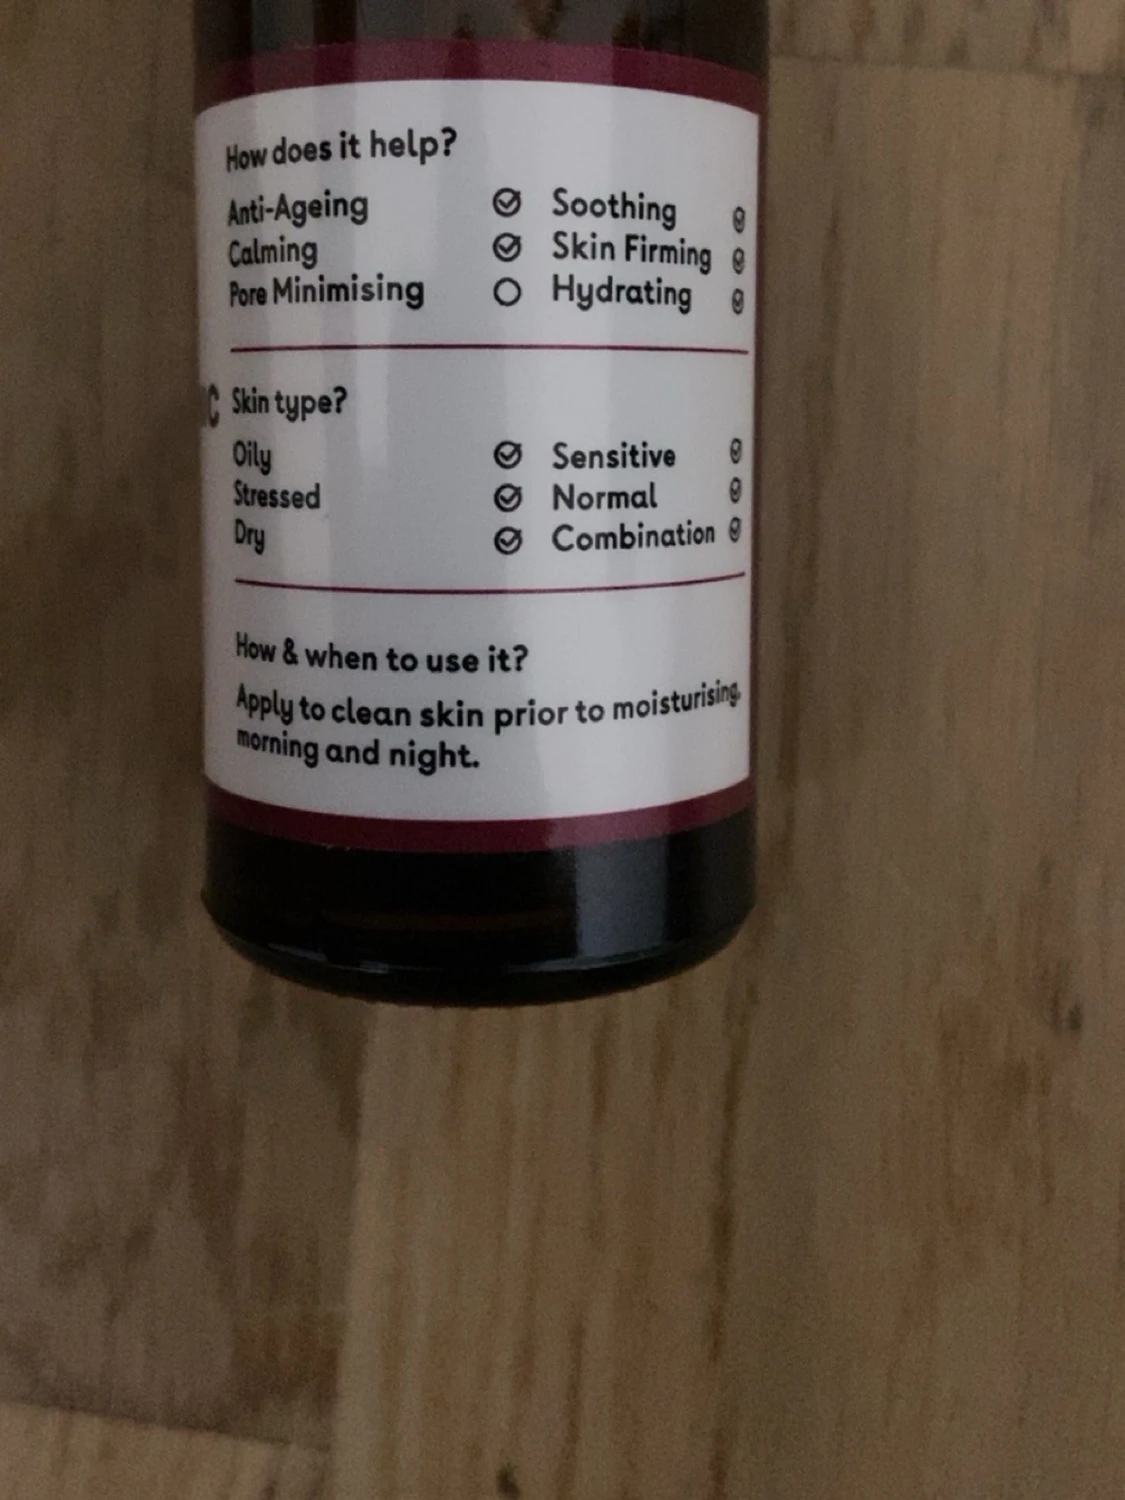 How does it help?
Anti-Ageing Soothing
Calming Skin Firming
Pore Minimising Hydrating
Skin type?
Oily Sensitive
Stressed Normal
Dry Combination
How & when to use it?
Apply to clean skin prior to moisturising,
morning and night.